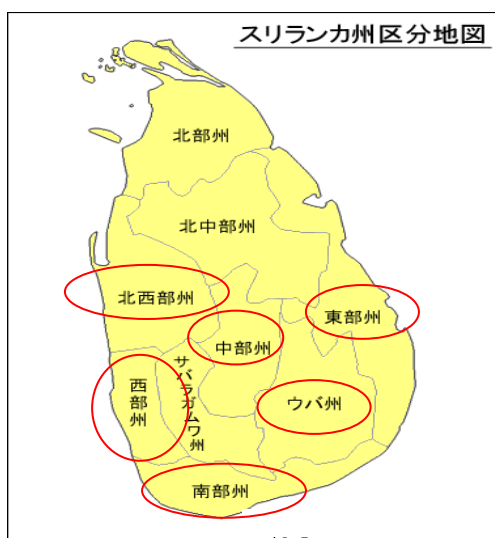 スリランカ州区分地図
北部州
北中部州
北西部州
東部州
中部州
サバラガムワ州
西部州
ウバ州
南部州